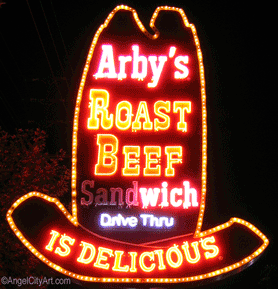 Arby's
ROAST
BEEF
Sandwich
Drive Thru
IS DELICIOUS
©AngelCityArt.com